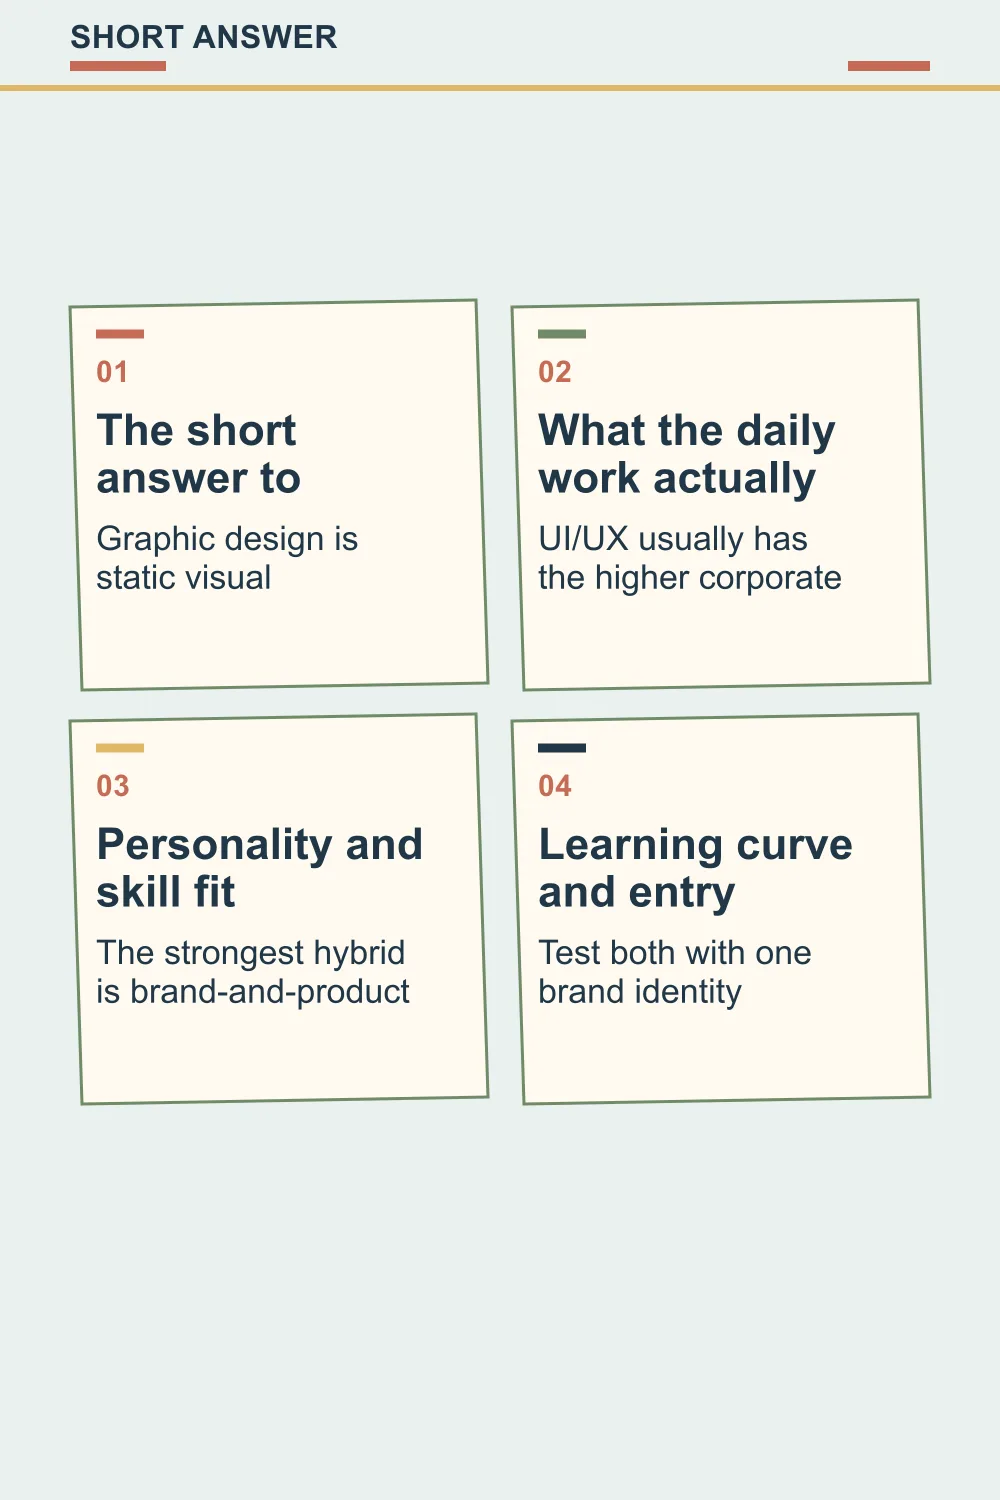 SHORT ANSWER
01
The short
answer to
Graphic design is
static visual
02
What the daily
work actually
UI/UX usually has
the higher corporate
03
Personality and
skill fit
The strongest hybrid
is brand-and-product
04
Learning curve
and entry
Test both with one
brand identity